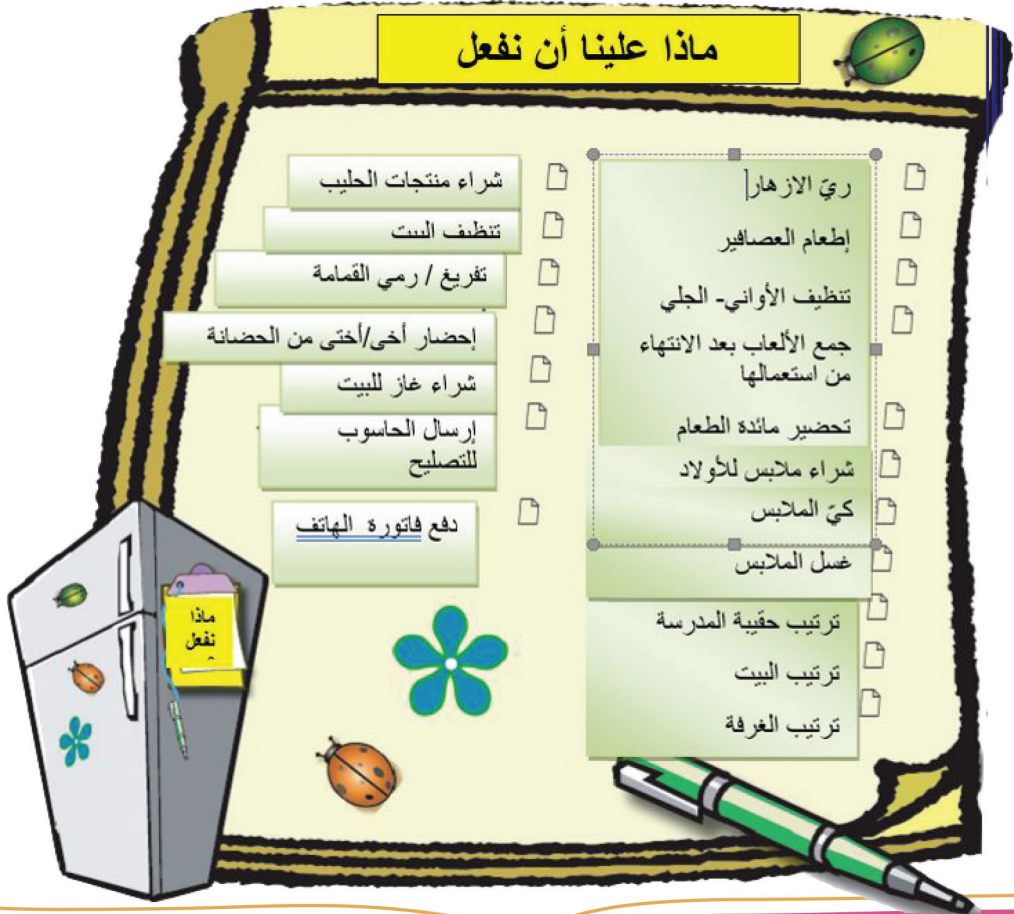 ماذا علينا أن نفعل
ريّ الازهار
إطعام العصافير
تنظيف الأواني- الجلي
جمع الألعاب بعد الانتهاء
من استعمالها
تحضير مائدة الطعام
شراء ملابس للأولاد
كيّ الملابس
غسل الملابس
ترتيب حقيبة المدرسة
ترتيب البيت
ترتيب الغرفة
شراء منتجات الحليب
تنظيف البيت
تفريغ / رمي القمامة
إحضار أخى/أختى من الحضانة
شراء غاز للبيت
إرسال الحاسوب
للتصليح
دفع فاتورة الهاتف
ماذا
نفعل